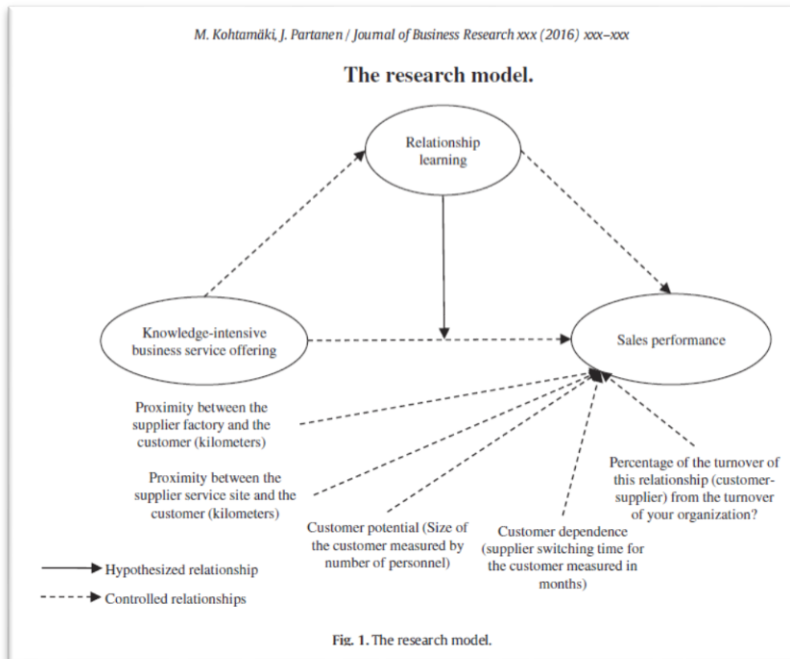 M. Kohtamäki, J. Partanen / Journal of Business Research xxx (2016) xxx–xxx
The research model.
Relationship
learning
Knowledge-intensive
business service offering
Sales performance
Proximity between the
supplier factory and the
customer (kilometers)
Proximity between the
supplier service site and the
customer (kilometers)
Customer potential (Size of
the customer measured by
number of personnel)
Customer dependence
(supplier switching time for
the customer measured in
months)
Percentage of the turnover of
this relationship (customer-
supplier) from the turnover
of your organization?
Hypothesized relationship
Controlled relationships
Fig. 1. The research model.